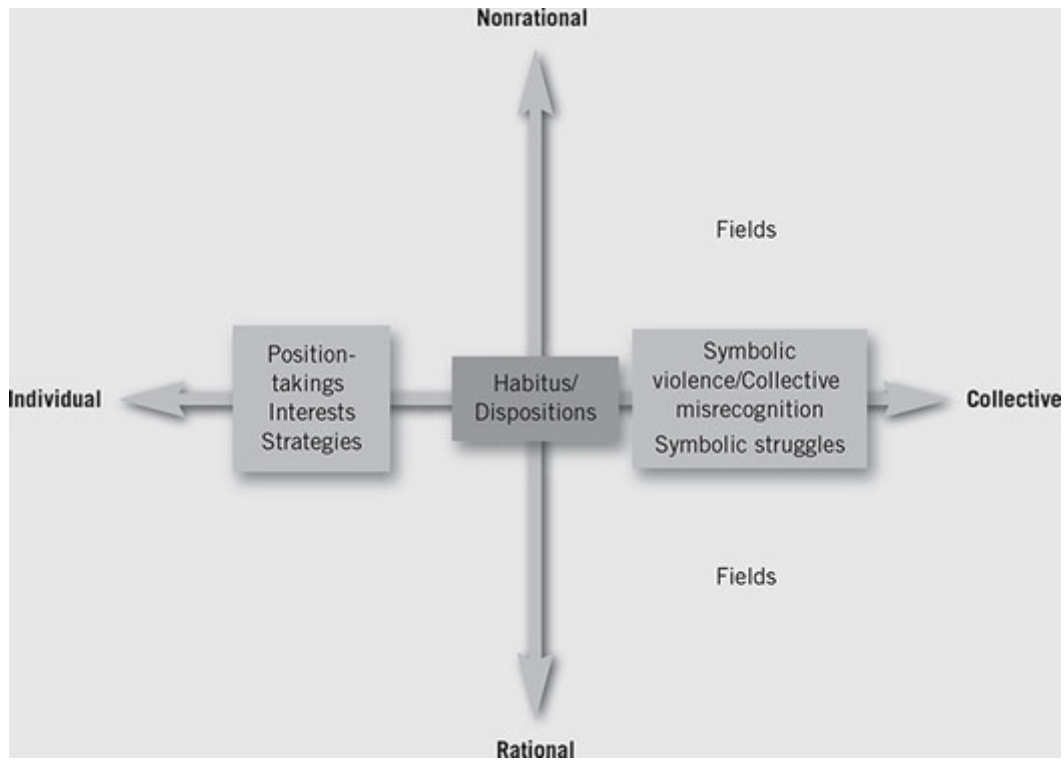 Nonrational
Fields
Position-
takings
Interests
Strategies
Habitus/
Dispositions
Symbolic
violence/Collective
misrecognition
Symbolic struggles
Individual
Collective
Fields
Rational